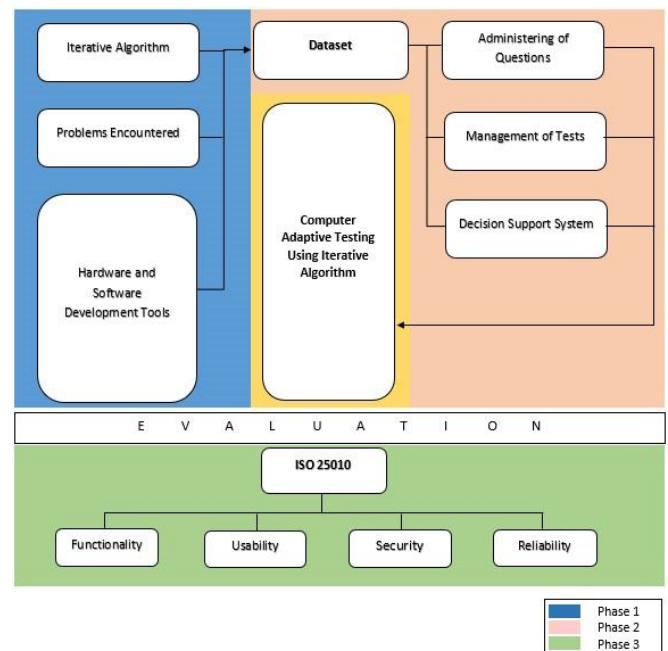 Iterative Algorithm
Dataset
Administering of
Questions
Problems Encountered
Management of Tests
Computer
Adaptive Testing
Using Iterative
Algorithm
Decision Support System
Hardware and
Software
Development Tools
E V A L U A T I O N
ISO 25010
Functionality
Usability
Security
Reliability
Phase 1
Phase 2
Phase 3